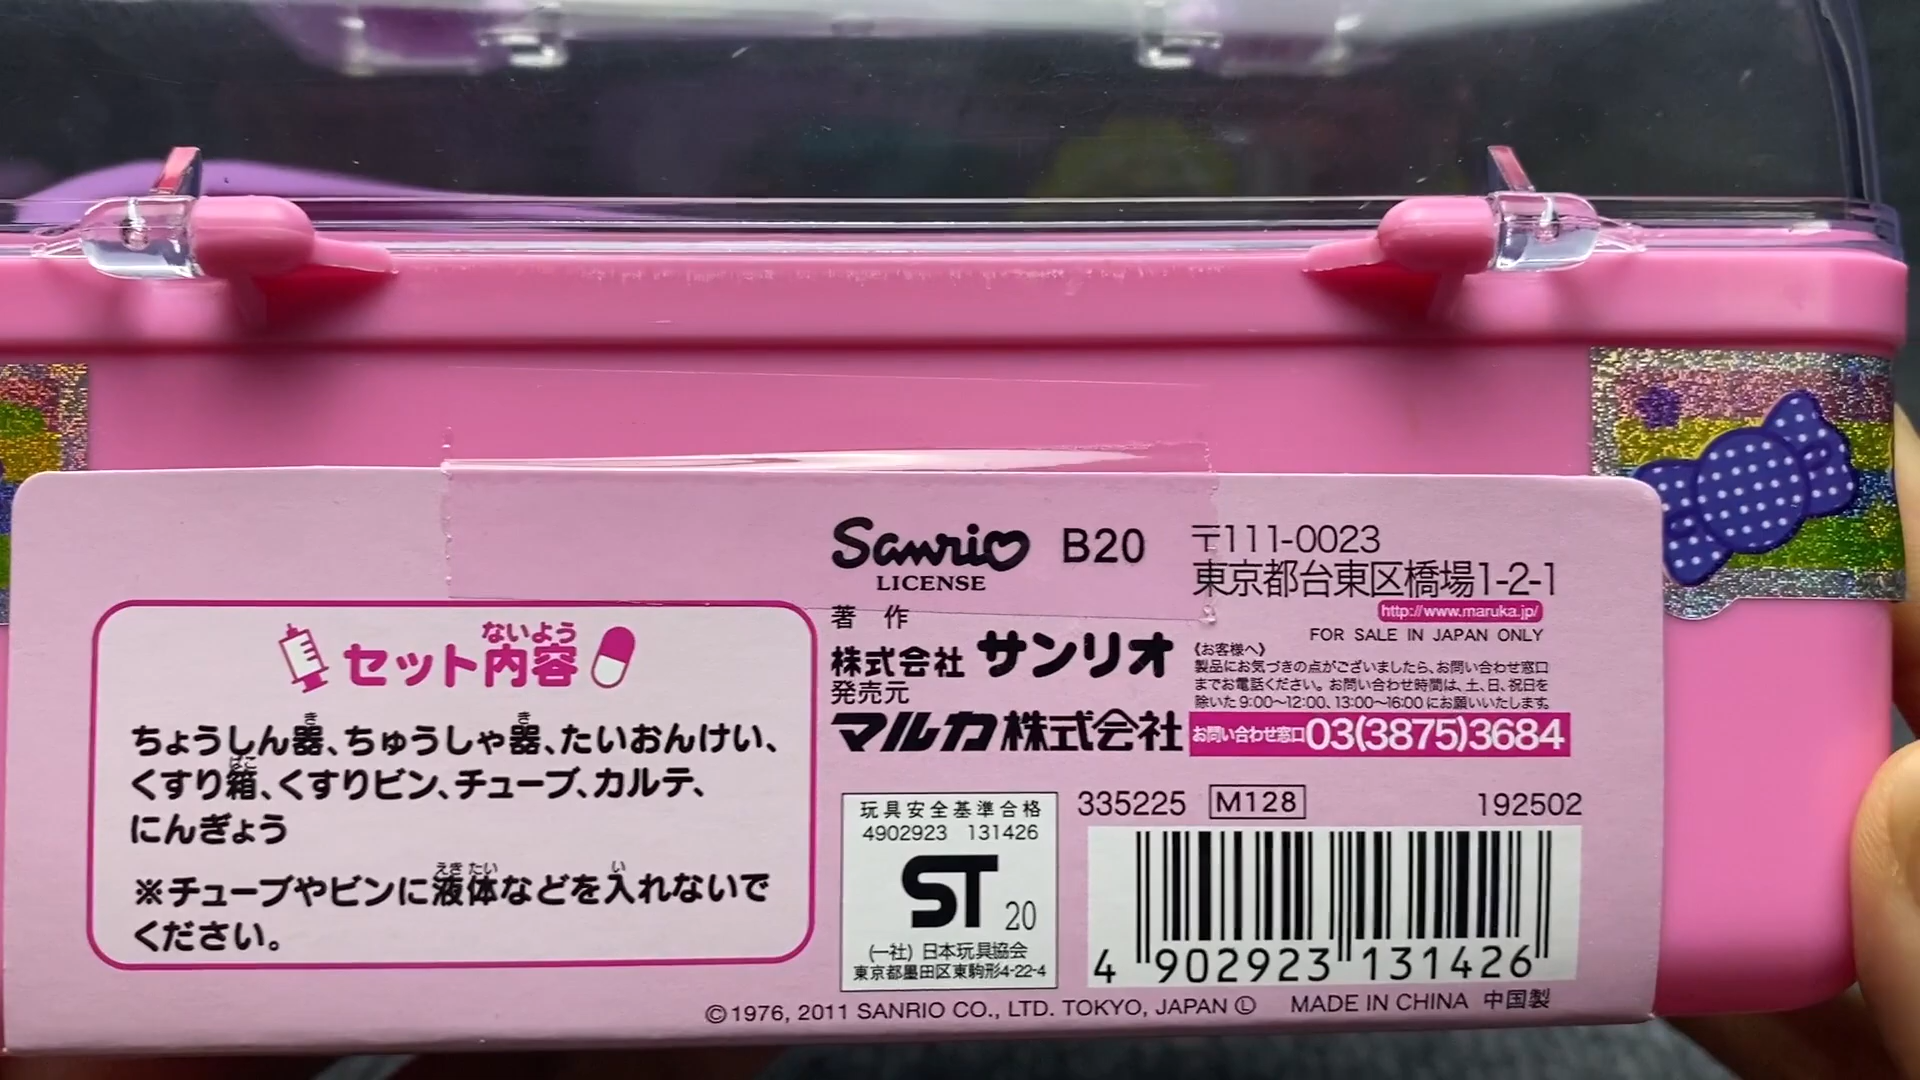 ないよう
セット内容
ちょうしん器、ちゅうしゃ器、たいおんけい、
くすり箱、くすりビン、チューブ、カルテ、
にんぎょう
※チューブやビンに液体などを入れないで
ください。
Sanrio B20
LICENSE
著 作
株式会社 サンリオ
発売元
マルカ株式会社
〒111-0023
東京都台東区橋場1-2-1
http://www.maruka.jp/
FOR SALE IN JAPAN ONLY
《お客様へ》
製品にお気づきの点がございましたら、お問い合わせ窓口
までお電話ください。お問い合わせ時間は、土、日、祝日を
除いた9:00〜12:00、13:00〜16:00にお願いいたします。
お問い合わせ窓口03(3875)3684
玩具安全基準合格
4902923 131426
ST 20
(一社) 日本玩具協会
東京都墨田区東駒形4-22-4
335225 M128 192502
4 902923 131426
©1976, 2011 SANRIO CO., LTD. TOKYO, JAPAN Ⓛ MADE IN CHINA 中国製